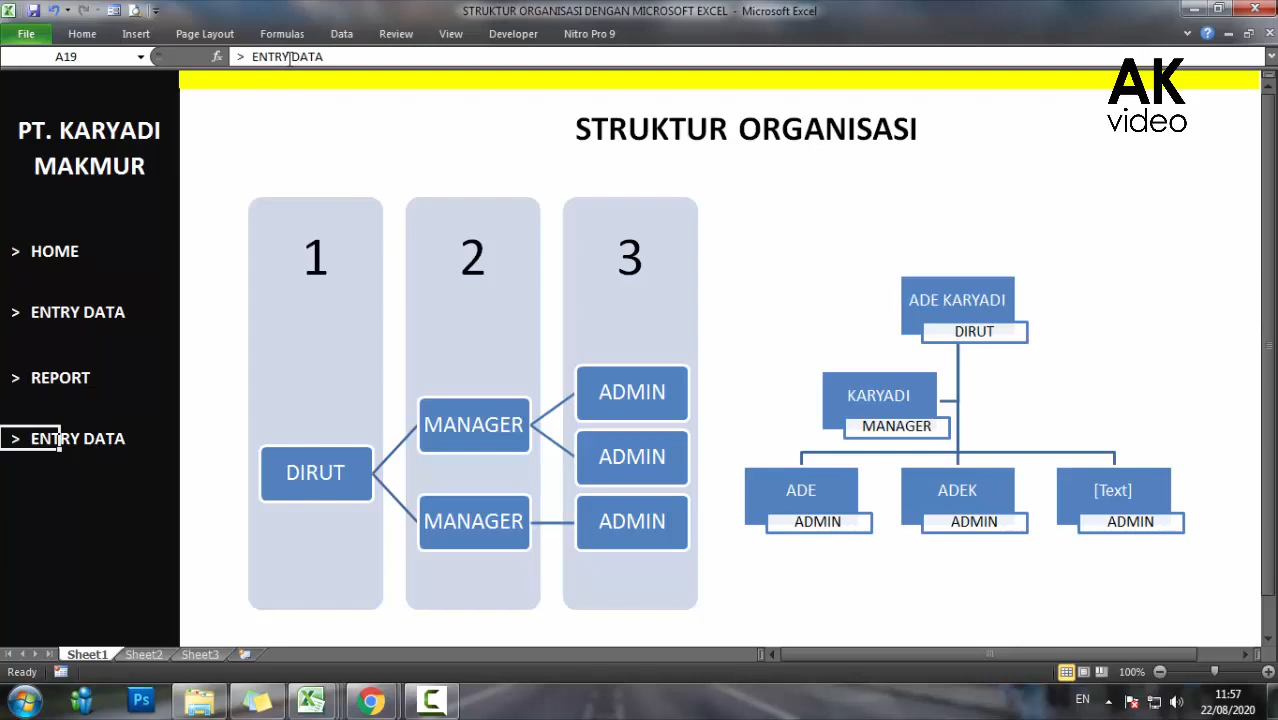 STRUKTUR ORGANISASI DENGAN MICROSOFT EXCEL - Microsoft Excel
File Home Insert Page Layout Formulas Data Review View Developer Nitro Pro 9
A19 fx > ENTRY DATA
AK
video
PT. KARYADI
MAKMUR
> HOME
> ENTRY DATA
> REPORT
> ENTRY DATA
STRUKTUR ORGANISASI
1
2
3
DIRUT
MANAGER
MANAGER
ADMIN
ADMIN
ADMIN
ADE KARYADI
DIRUT
KARYADI
MANAGER
ADE
ADMIN
ADEK
ADMIN
[Text]
ADMIN
Sheet1 Sheet2 Sheet3
Ready 100%
Ps EN 11:57
22/08/2020